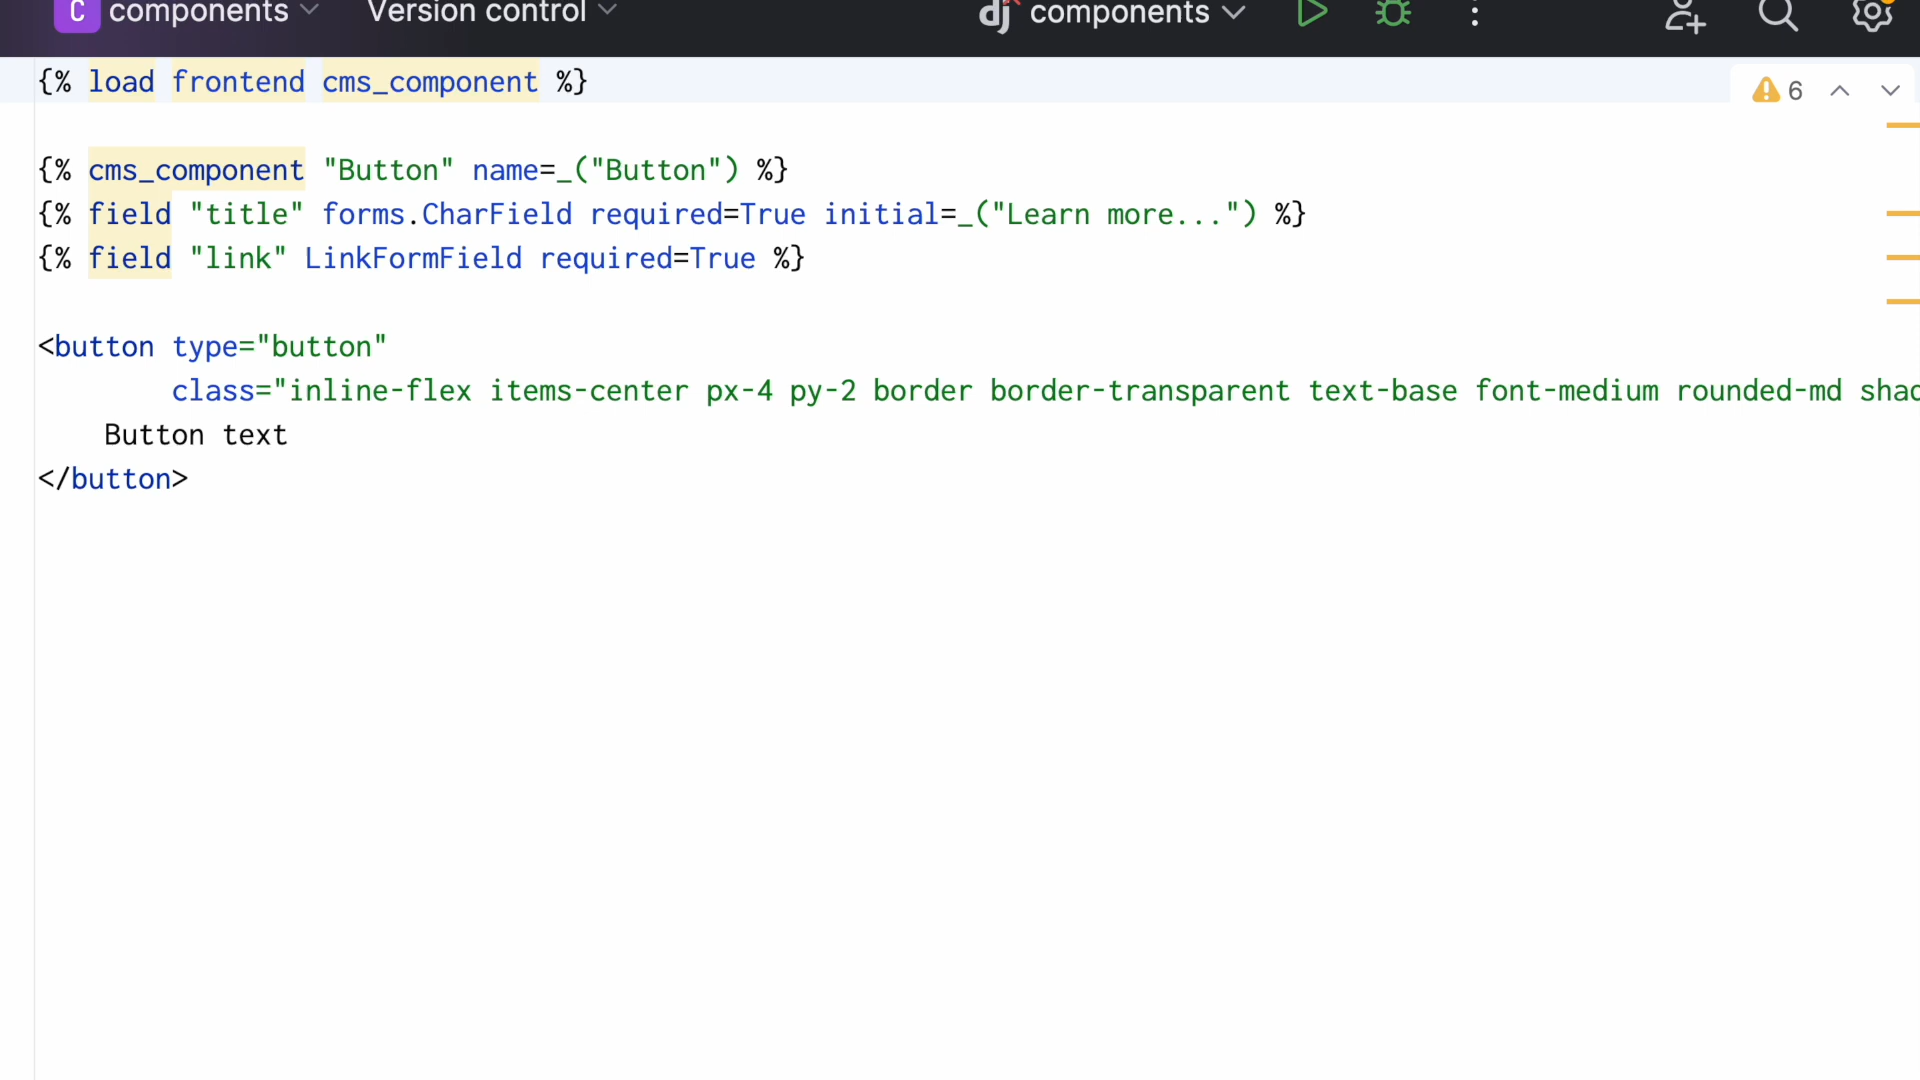 C components Version control dj components
{% load frontend cms_component %}
6
{% cms_component "Button" name=_("Button") %}
{% field "title" forms.CharField required=True initial=_("Learn more...") %}
{% field "link" LinkFormField required=True %}
<button type="button"
class="inline-flex items-center px-4 py-2 border border-transparent text-base font-medium rounded-md
Button text
</button>